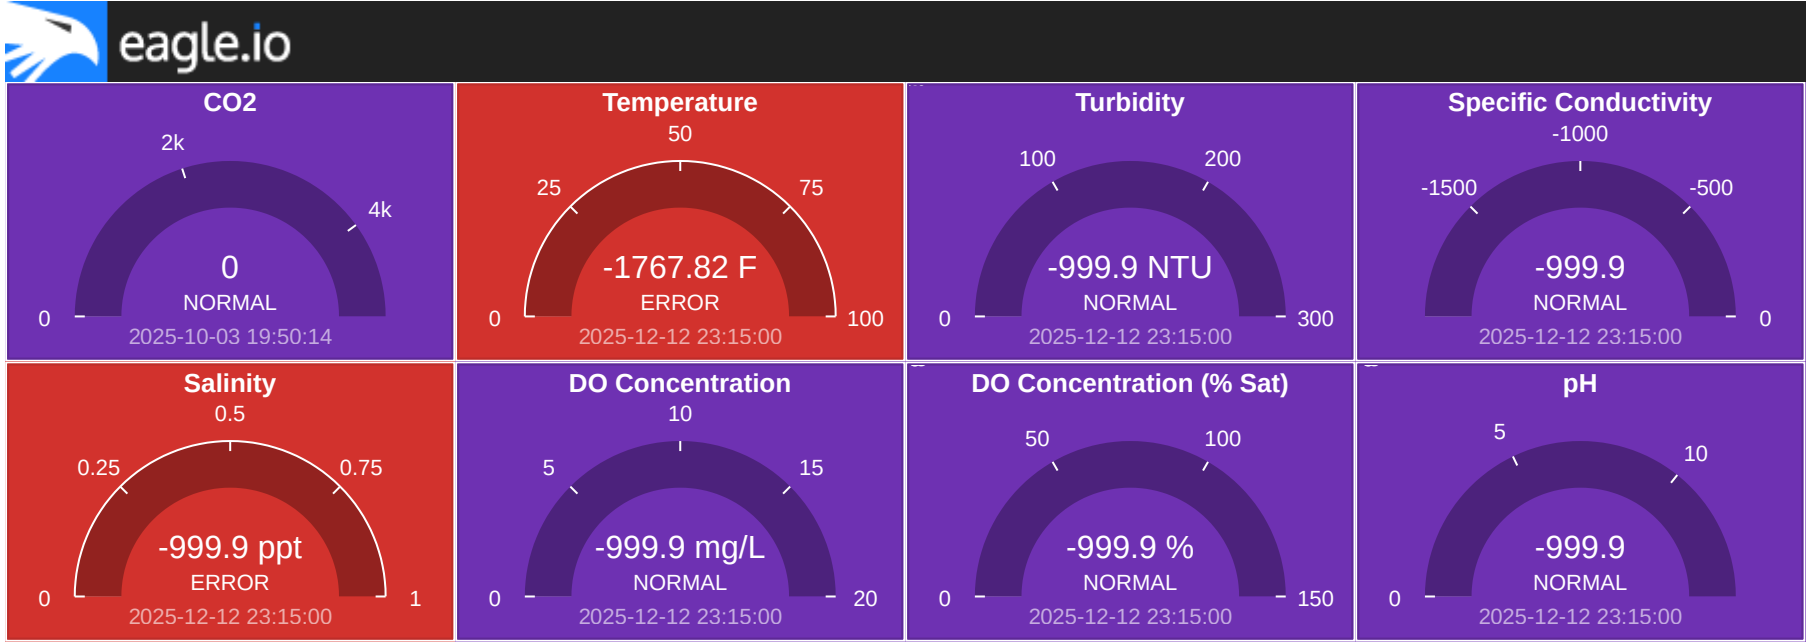 eagle.io
CO2
2k
4k
0
0
NORMAL
2025-10-03 19:50:14
Temperature
50
25
75
-1767.82 F
ERROR
0
100
2025-12-12 23:15:00
Turbidity
100
200
-999.9 NTU
NORMAL
0
300
2025-12-12 23:15:00
Specific Conductivity
-1000
-1500
-500
-999.9
NORMAL
0
2025-12-12 23:15:00
Salinity
0.5
0.25
0.75
-999.9 ppt
ERROR
0
1
2025-12-12 23:15:00
DO Concentration
10
5
15
-999.9 mg/L
NORMAL
0
20
2025-12-12 23:15:00
DO Concentration (% Sat)
50
100
-999.9 %
NORMAL
0
150
2025-12-12 23:15:00
pH
5
10
-999.9
NORMAL
0
2025-12-12 23:15:00